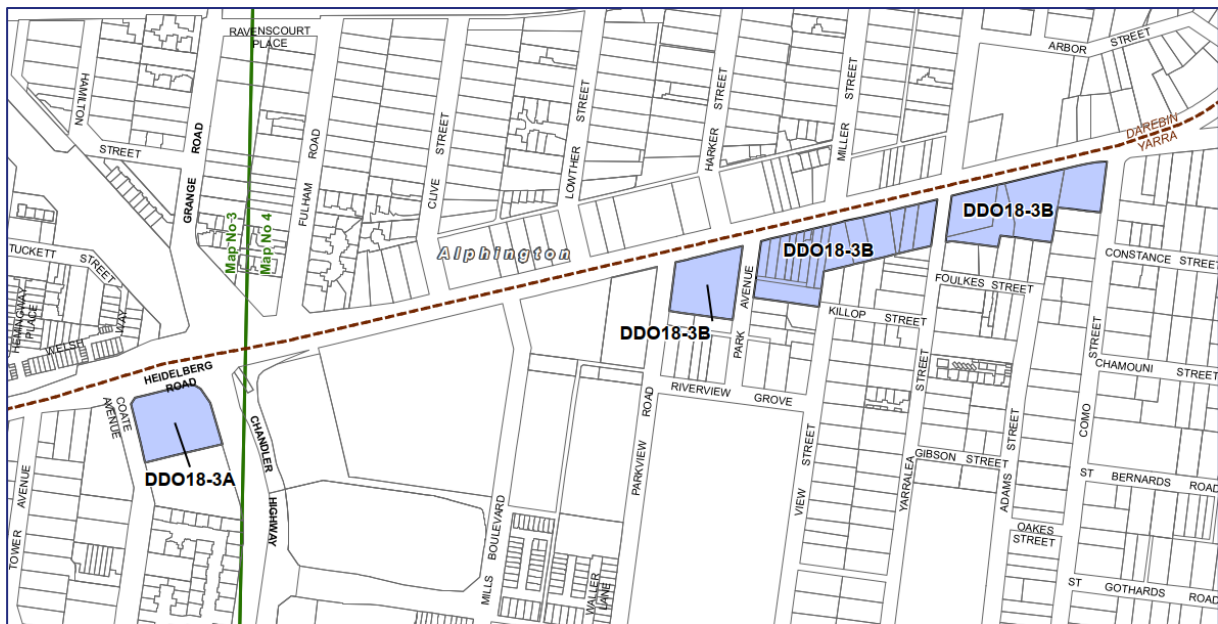 RAVENSCOURT
PLACE
ARBOR STREET
HAMILTON
STREET
GRANGE ROAD
FULHAM ROAD
CLIVE STREET
LOWTHER STREET
HARKER STREET
MILLER STREET
DAREBIN
YARRA
Map No 3
Map No 4
Alphington
TUCKETT STREET
HEMINGWAY
PLACE
WELSH WAY
HEIDELBERG
ROAD
COATE
AVENUE
DDO18-3A
CHANDLER
HIGHWAY
TOWER AVENUE
MILLS BOULEVARD
WALLER
LANE
PARKVIEW ROAD
DDO18-3B
PARK AVENUE
RIVERVIEW GROVE
DDO18-3B
DDO18-3B
KILLOP STREET
VIEW STREET
YARRALEA STREET
FOULKES STREET
GIBSON STREET
ADAMS STREET
COMO STREET
CONSTANCE STREET
CHAMOUNI STREET
ST BERNARDS ROAD
OAKES
STREET
ST GOTHARDS ROAD